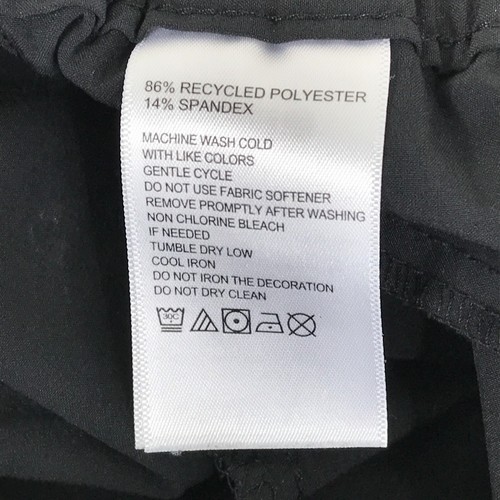 86% RECYCLED POLYESTER
14% SPANDEX
MACHINE WASH COLD
WITH LIKE COLORS
GENTLE CYCLE
DO NOT USE FABRIC SOFTENER
REMOVE PROMPTLY AFTER WASHING
NON CHLORINE BLEACH
IF NEEDED
TUMBLE DRY LOW
COOL IRON
DO NOT IRON THE DECORATION
DO NOT DRY CLEAN
30C